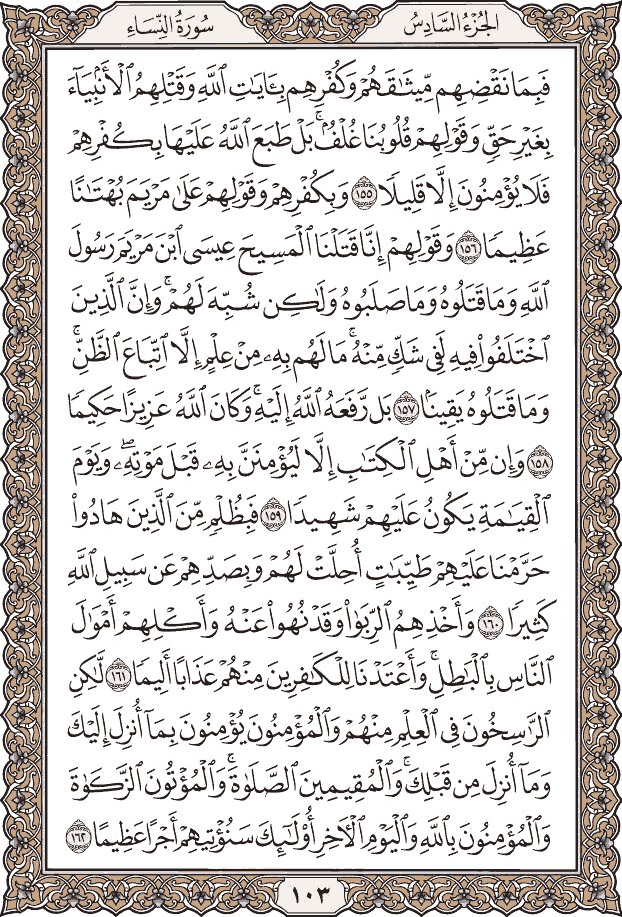 الجُزْءُ السَّادِسُ
سُورَةُ النِّسَاءِ
فَبِمَا نَقْضِهِم مِّيثَٰقَهُمْ وَكُفْرِهِم بِـَٔايَٰتِ ٱللَّهِ وَقَتْلِهِمُ ٱلْأَنۢبِيَآءَ
بِغَيْرِ حَقٍّ وَقَوْلِهِمْ قُلُوبُنَا غُلْفٌۢ ۚ بَلْ طَبَعَ ٱللَّهُ عَلَيْهَا بِكُفْرِهِمْ
فَلَا يُؤْمِنُونَ إِلَّا قَلِيلًا ١٥٥ وَبِكُفْرِهِمْ وَقَوْلِهِمْ عَلَىٰ مَرْيَمَ بُهْتَٰنًا
عَظِيمًا ١٥٦ وَقَوْلِهِمْ إِنَّا قَتَلْنَا ٱلْمَسِيحَ عِيسَى ٱبْنَ مَرْيَمَ رَسُولَ
ٱللَّهِ وَمَا قَتَلُوهُ وَمَا صَلَبُوهُ وَلَٰكِن شُبِّهَ لَهُمْ ۚ وَإِنَّ ٱلَّذِينَ
ٱخْتَلَفُوا۟ فِيهِ لَفِى شَكٍّ مِّنْهُ ۚ مَا لَهُم بِهِۦ مِنْ عِلْمٍ إِلَّا ٱتِّبَاعَ ٱلظَّنِّ ۚ
وَمَا قَتَلُوهُ يَقِينًۢا ١٥٧ بَل رَّفَعَهُ ٱللَّهُ إِلَيْهِ ۚ وَكَانَ ٱللَّهُ عَزِيزًا حَكِيمًا
١٥٨ وَإِن مِّنْ أَهْلِ ٱلْكِتَٰبِ إِلَّا لَيُؤْمِنَنَّ بِهِۦ قَبْلَ مَوْتِهِۦ ۖ وَيَوْمَ
ٱلْقِيَٰمَةِ يَكُونُ عَلَيْهِمْ شَهِيدًا ١٥٩ فَبِظُلْمٍ مِّنَ ٱلَّذِينَ هَادُوا۟
حَرَّمْنَا عَلَيْهِمْ طَيِّبَٰتٍ أُحِلَّتْ لَهُمْ وَبِصَدِّهِمْ عَن سَبِيلِ ٱللَّهِ
كَثِيرًا ١٦٠ وَأَخْذِهِمُ ٱلرِّبَوٰا۟ وَقَدْ نُهُوا۟ عَنْهُ وَأَكْلِهِمْ أَمْوَٰلَ
ٱلنَّاسِ بِٱلْبَٰطِلِ ۚ وَأَعْتَدْنَا لِلْكَٰفِرِينَ مِنْهُمْ عَذَابًا أَلِيمًا ١٦١ لَّٰكِنِ
ٱلرَّٰسِخُونَ فِى ٱلْعِلْمِ مِنْهُمْ وَٱلْمُؤْمِنُونَ يُؤْمِنُونَ بِمَآ أُنزِلَ إِلَيْكَ
وَمَآ أُنزِلَ مِن قَبْلِكَ ۚ وَٱلْمُقِيمِينَ ٱلصَّلَوٰةَ ۚ وَٱلْمُؤْتُونَ ٱلزَّكَوٰةَ
وَٱلْمُؤْمِنُونَ بِٱللَّهِ وَٱلْيَوْمِ ٱلْءَاخِرِ أُو۟لَٰٓئِكَ سَنُؤْتِيهِمْ أَجْرًا عَظِيمًا ١٦٢
١٠٣